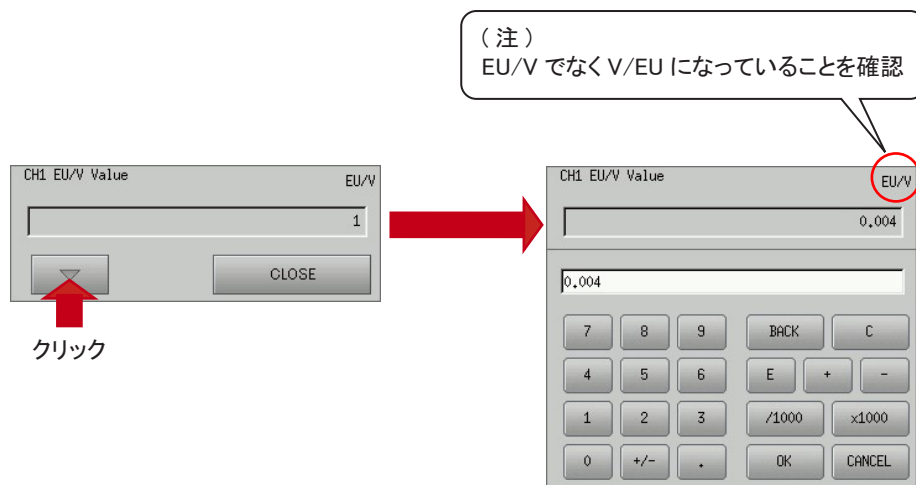 （注）
EU/V でなく V/EU になっていることを確認
CH1 EU/V Value
EU/V
1
CLOSE
クリック
CH1 EU/V Value
EU/V
0.004
0.004
7 8 9 BACK C
4 5 6 E + -
1 2 3 /1000 x1000
0 +/- . OK CANCEL